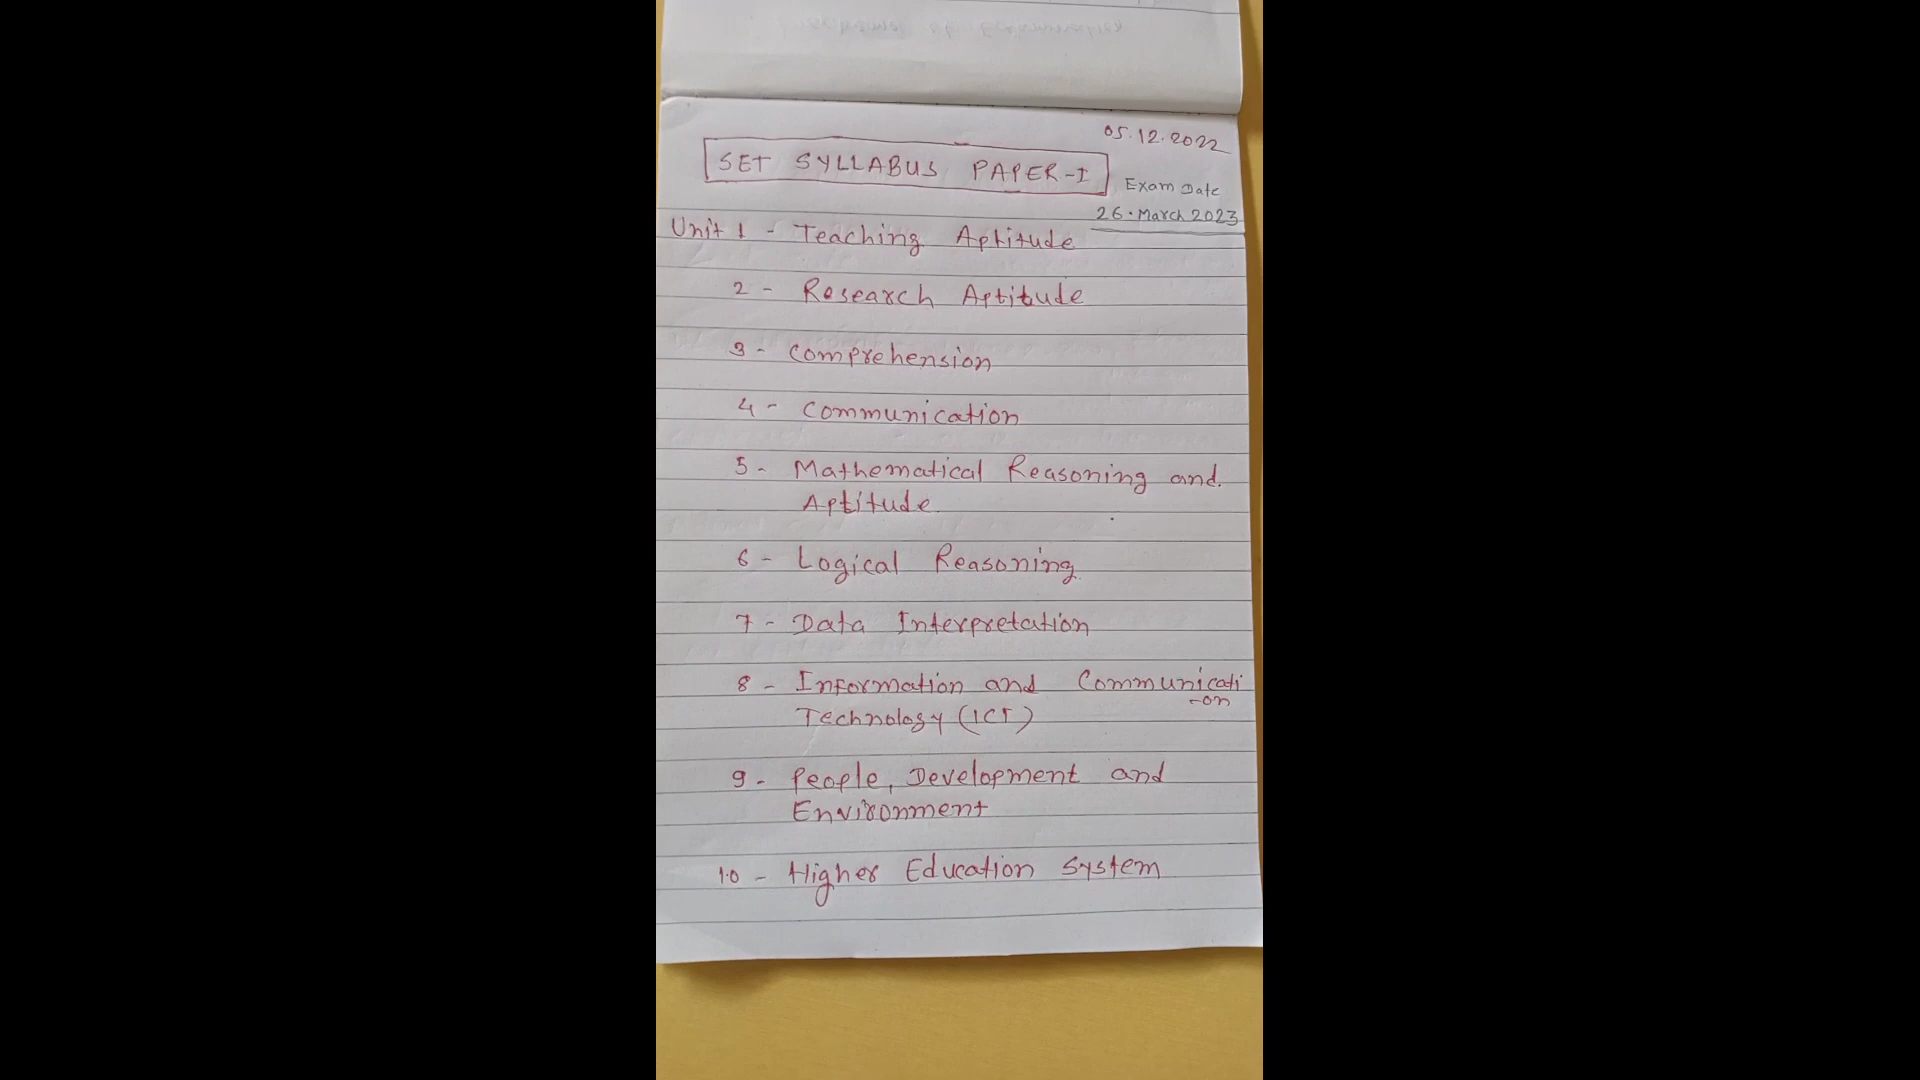 05.12.2022
SET SYLLABUS PAPER-I
Exam Date
26. March 2023
Unit 1 - Teaching Aptitude
2 - Research Aptitude
3 - Comprehension
4 - Communication
5 - Mathematical Reasoning and
Aptitude
6 - Logical Reasoning
7 - Data Interpretation
8 - Information and Communicati
-on
Technology (ICT)
9 - People, Development and
Environment
10 - Higher Education System